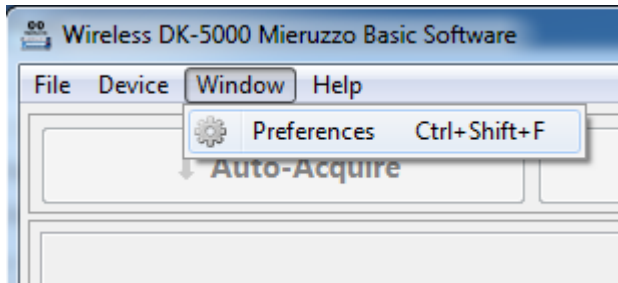 Wireless DK-5000 Mieruzzo Basic Software
File Device Window Help
Preferences Ctrl+Shift+F
Auto-Acquire